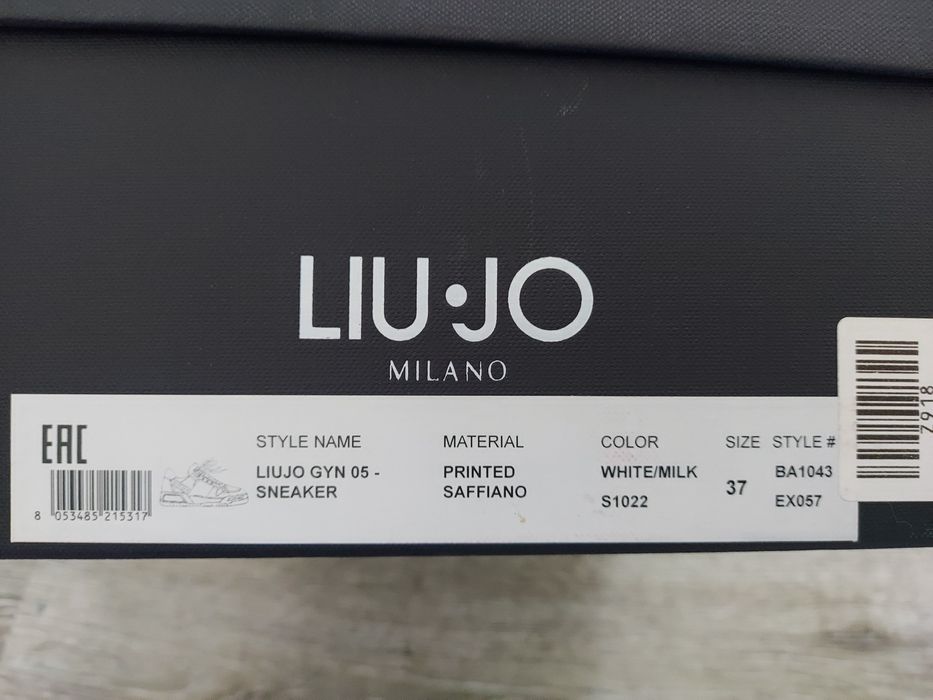 LIU·JO
MILANO
EAC
8 053485 215317
STYLE NAME
LIUJO GYN 05 -
SNEAKER
MATERIAL
PRINTED
SAFFIANO
COLOR
WHITE/MILK
S1022
SIZE
37
STYLE #
BA1043
EX057
7918